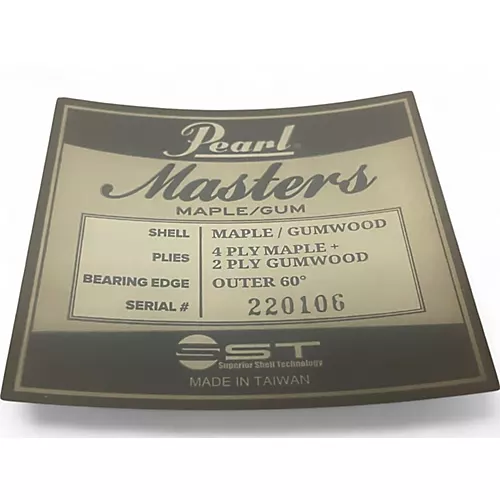 Pearl®
Masters
MAPLE/GUM
SHELL MAPLE / GUMWOOD
PLIES 4 PLY MAPLE + 2 PLY GUMWOOD
BEARING EDGE OUTER 60°
SERIAL # 220106
SST
Superior Shell Technology
MADE IN TAIWAN